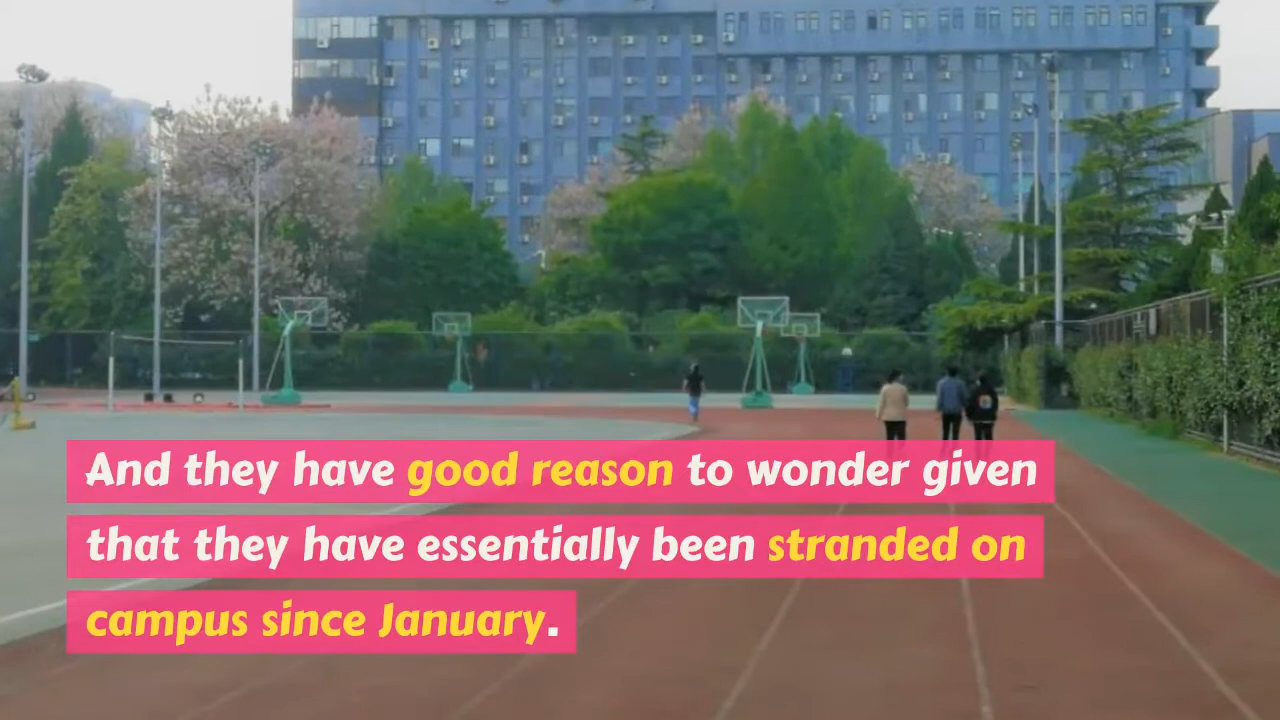 And they have good reason to wonder given
that they have essentially been stranded on
campus since January.